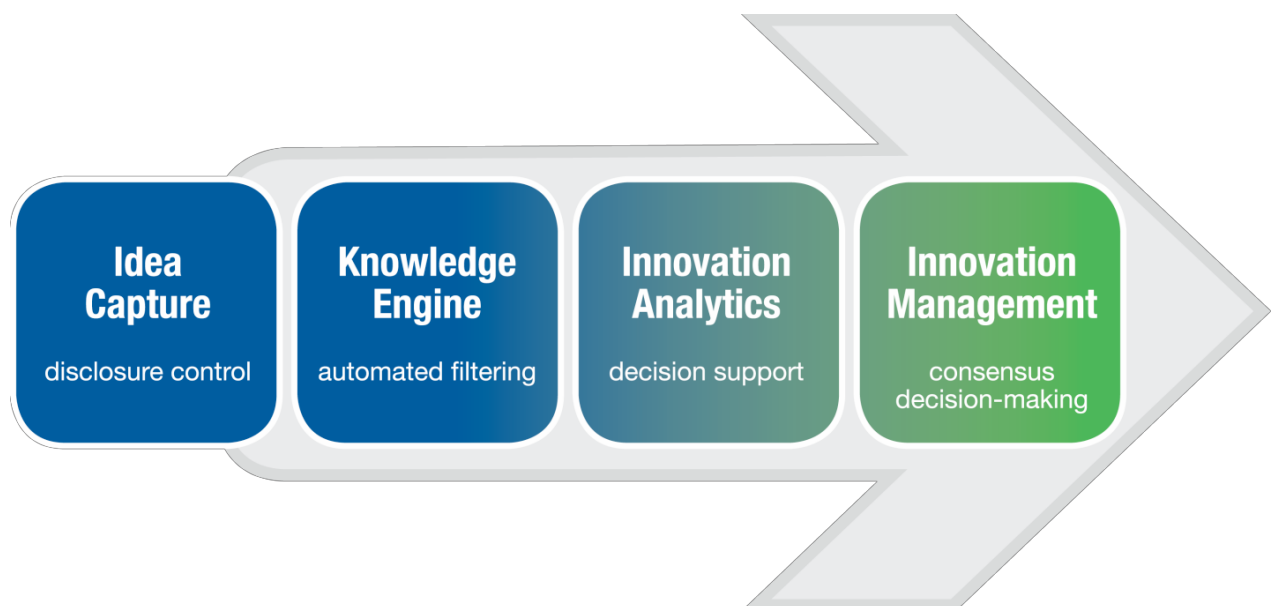 Idea
Capture
disclosure control
Knowledge
Engine
automated filtering
Innovation
Analytics
decision support
Innovation
Management
consensus
decision-making